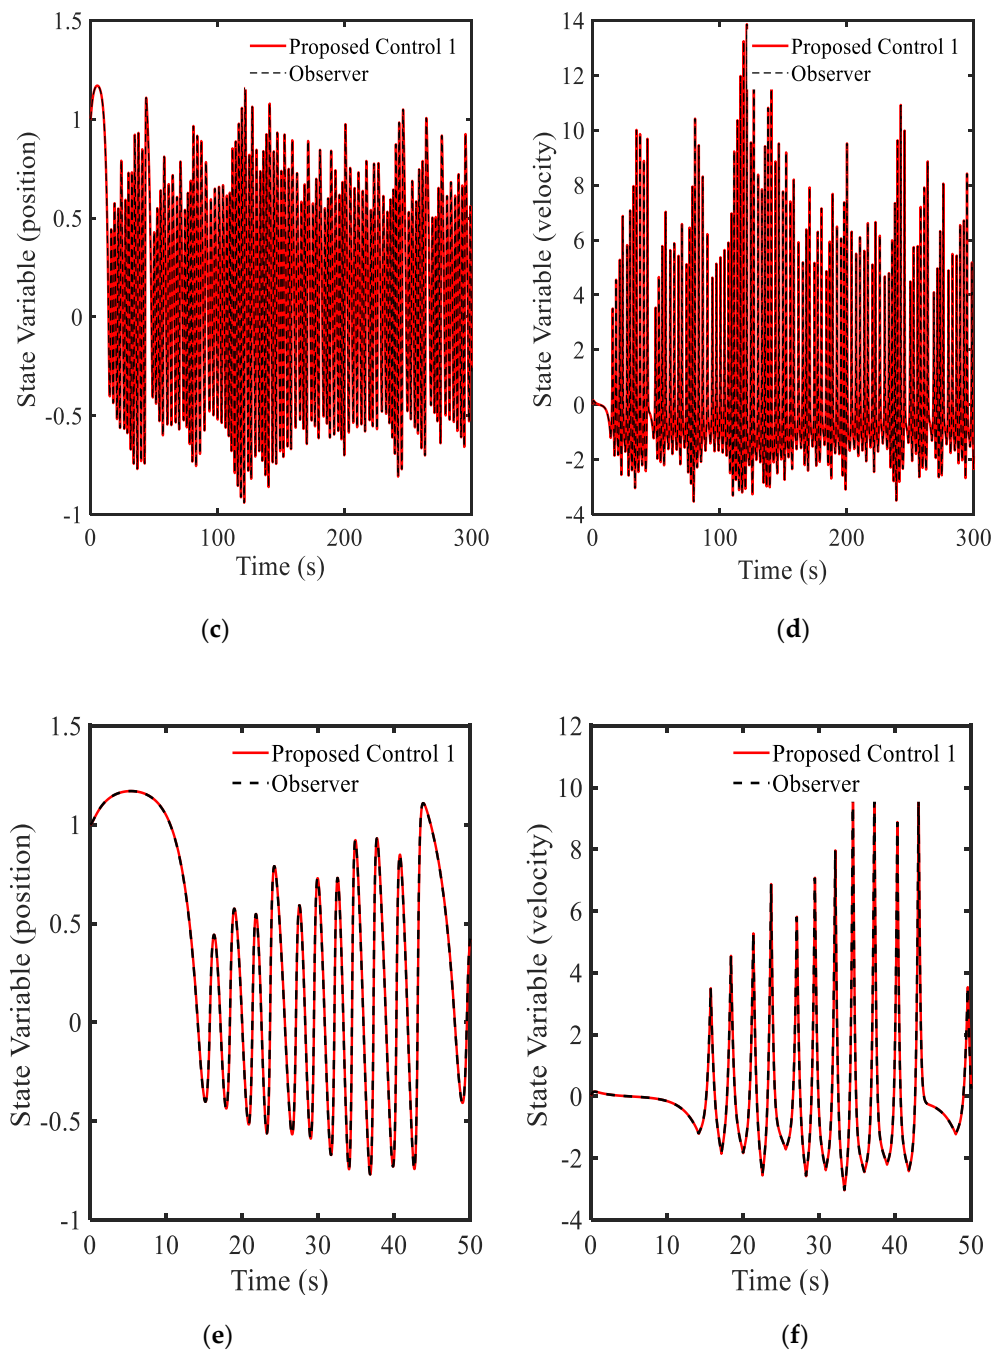 1.5
1
0.5
0
-0.5
-1
0
100
200
300
State Variable (position)
Time (s)
Proposed Control 1
Observer
(c)
14
12
10
8
6
4
2
0
-2
-4
0
100
200
300
State Variable (velocity)
Time (s)
Proposed Control 1
Observer
(d)
1.5
1
0.5
0
-0.5
-1
0
10
20
30
40
50
State Variable (position)
Time (s)
Proposed Control 1
Observer
(e)
12
10
8
6
4
2
0
-2
-4
0
10
20
30
40
50
State Variable (velocity)
Time (s)
Proposed Control 1
Observer
(f)